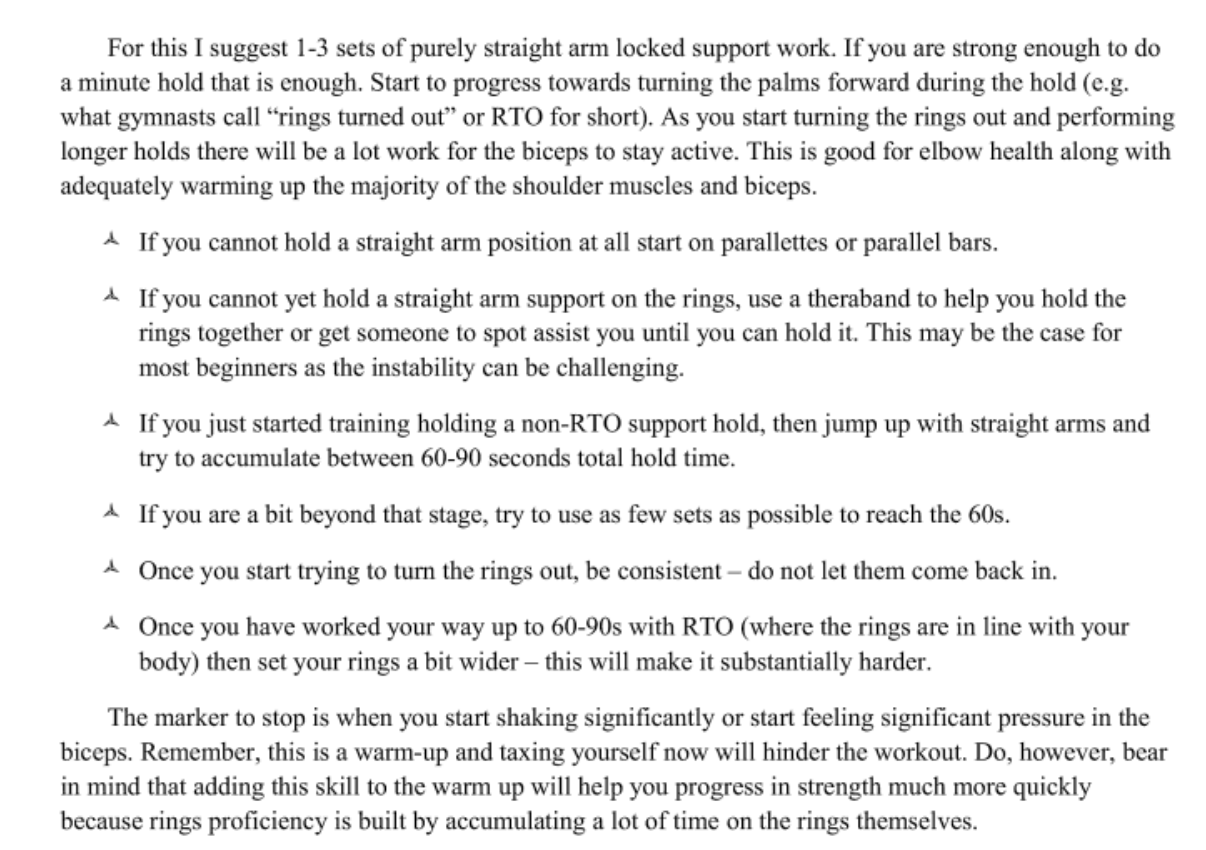 For this I suggest 1-3 sets of purely straight arm locked support work. If you are strong enough to do
a minute hold that is enough. Start to progress towards turning the palms forward during the hold (e.g.
what gymnasts call “rings turned out” or RTO for short). As you start turning the rings out and performing
longer holds there will be a lot work for the biceps to stay active. This is good for elbow health along with
adequately warming up the majority of the shoulder muscles and biceps.
If you cannot hold a straight arm position at all start on parallettes or parallel bars.
If you cannot yet hold a straight arm support on the rings, use a theraband to help you hold the
rings together or get someone to spot assist you until you can hold it. This may be the case for
most beginners as the instability can be challenging.
If you just started training holding a non-RTO support hold, then jump up with straight arms and
try to accumulate between 60-90 seconds total hold time.
If you are a bit beyond that stage, try to use as few sets as possible to reach the 60s.
Once you start trying to turn the rings out, be consistent – do not let them come back in.
Once you have worked your way up to 60-90s with RTO (where the rings are in line with your
body) then set your rings a bit wider – this will make it substantially harder.
The marker to stop is when you start shaking significantly or start feeling significant pressure in the
biceps. Remember, this is a warm-up and taxing yourself now will hinder the workout. Do, however, bear
in mind that adding this skill to the warm up will help you progress in strength much more quickly
because rings proficiency is built by accumulating a lot of time on the rings themselves.